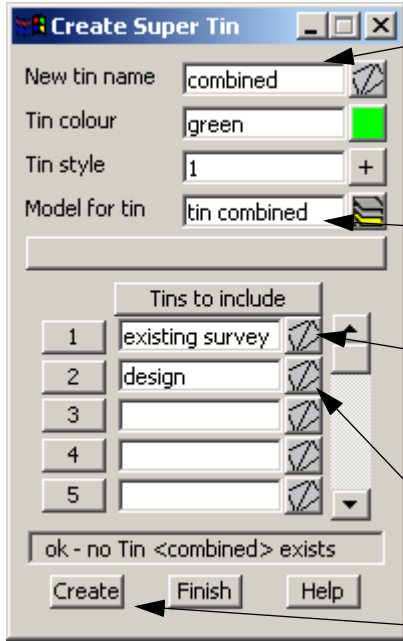 Create Super Tin
New tin name combined
Tin colour green
Tin style 1 +
Model for tin tin combined
Tins to include
1 existing survey
2 design
3
4
5
ok - no Tin <combined> exists
Create Finish Help